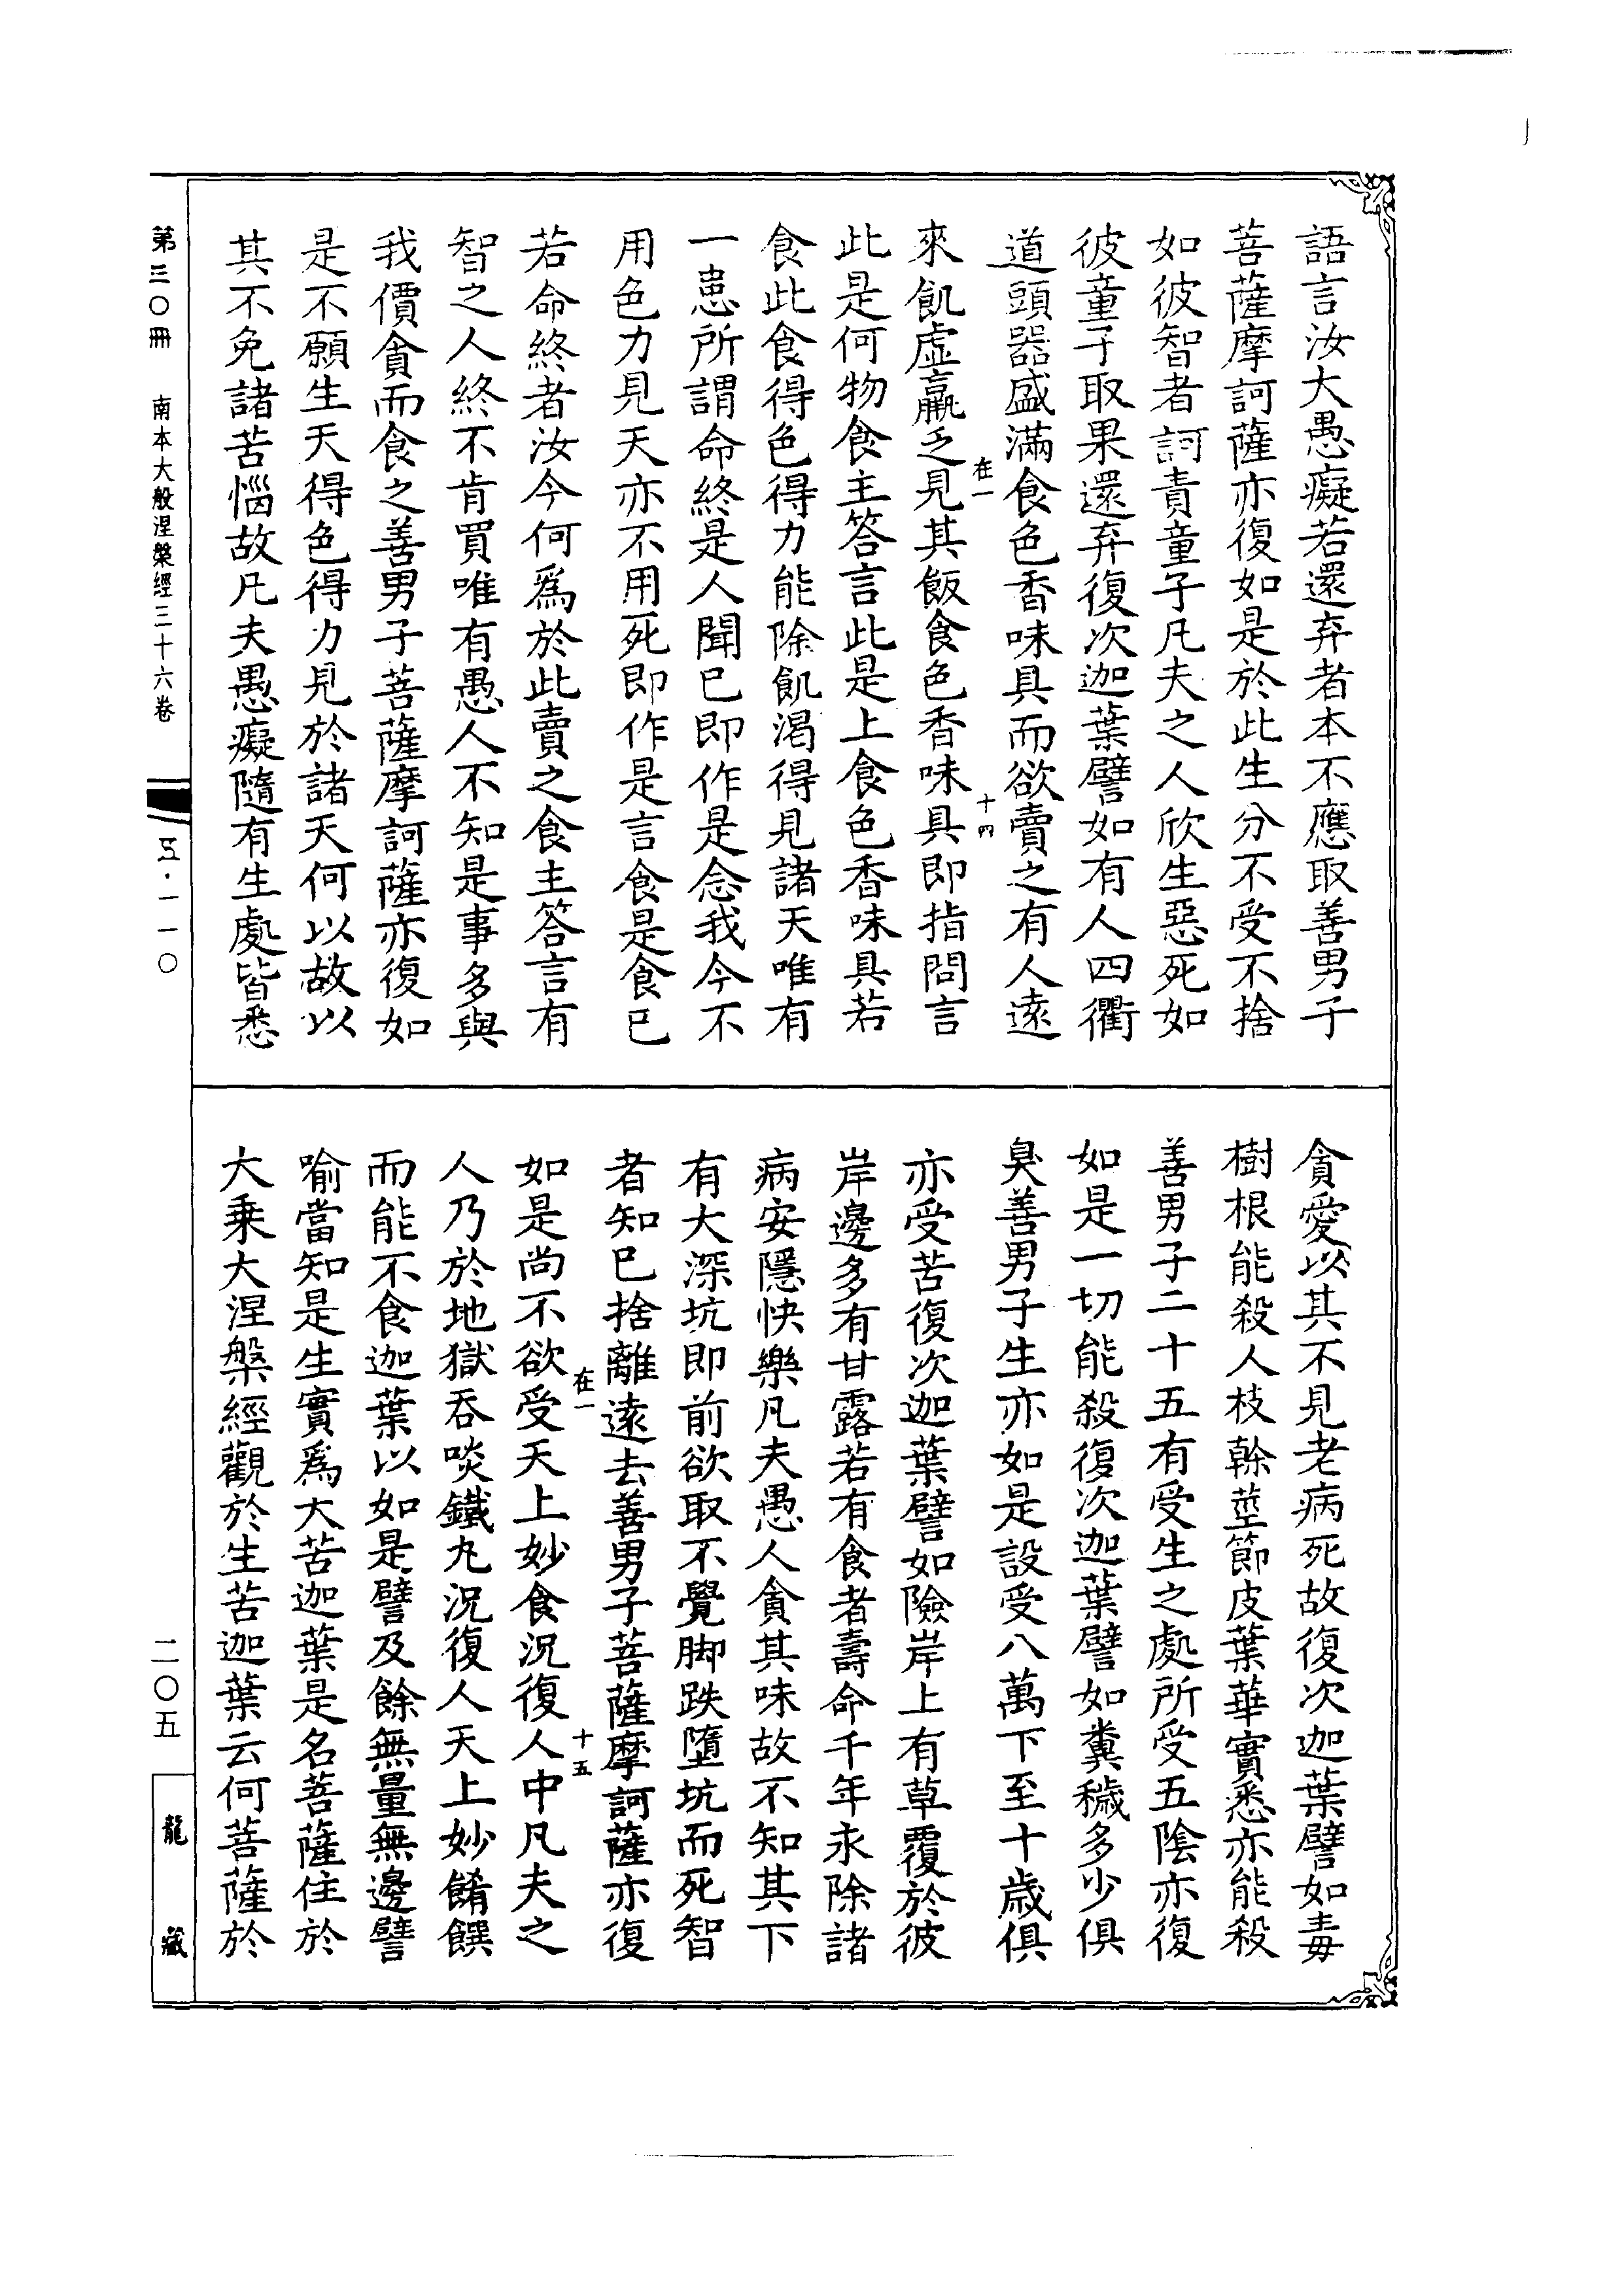 語言汝大愚癡若還弃者本不應取善男子
菩薩摩訶薩亦復如是於此生分不受不捨
如彼智者訶責童子凡夫之人欣生惡死如
彼童子取果還弃復次迦葉譬如有人四衢
道頭器盛滿食色香味具而欲賣之有人遠
在一
十四
來飢虛羸乏見其飯食色香味具即指問言
此是何物食主答言此是上食色香味具若
食此食得色得力能除飢渴得見諸天唯有
一患所謂命終是人聞已即作是念我今不
用色力見天亦不用死即作是言食是食已
若命終者汝今何為於此賣之食主答言有
智之人終不肯買唯有愚人不知是事多與
我價貪而食之善男子菩薩摩訶薩亦復如
是不願生天得色得力見於諸天何以故以
其不免諸苦惱故凡夫愚癡隨有生處皆悉
貪愛以其不見老病死故復次迦葉譬如毒
樹根能殺人枝榦莖節皮葉華實悉亦能殺
善男子二十五有受生之處所受五陰亦復
如是一切能殺復次迦葉譬如糞穢多少俱
臭善男子生亦如是設受八萬下至十歲俱
亦受苦復次迦葉譬如險岸上有草覆於彼
岸邊多有甘露若有食者壽命千年永除諸
病安隱快樂凡夫愚人貪其味故不知其下
有大深坑即前欲取不覺脚跌墮坑而死智
者知已捨離遠去善男子菩薩摩訶薩亦復
在一
十五
如是尚不欲受天上妙食況復人中凡夫之
人乃於地獄吞啖鐵丸況復人天上妙餚饌
而能不食迦葉以如是譬及餘無量無邊譬
喻當知是生實為大苦迦葉是名菩薩住於
大乘大涅槃經觀於生苦迦葉云何菩薩於
第三〇冊 南本大般涅槃經三十六卷 五·一一〇 二〇五
龍藏